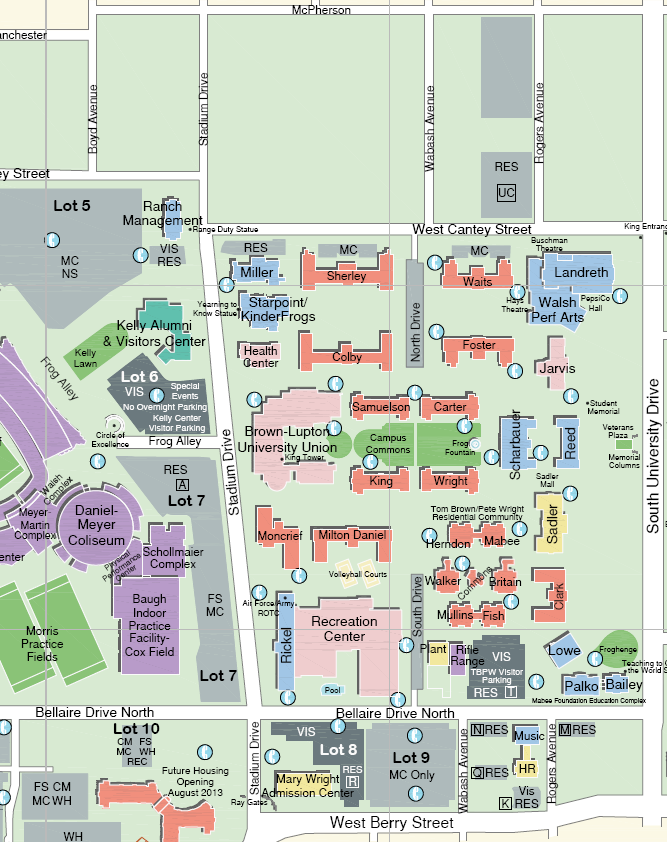 McPherson
anchester
Boyd Avenue
Stadium Drive
Wabash Avenue
Rogers Avenue
RES
UC
ey Street
Lot 5
MC
NS
Ranch
Management
Range Duty Statue
VIS
RES
West Cantey Street
King Entranc
RES
MC
MC
Buschman
Theatre
Miller
Sherley
Waits
Landreth
Yearning to
Know Statue
Starpoint/
KinderFrogs
Hays
Theatre
Walsh
Perf Arts
PepsiCo
Hall
North Drive
Kelly Alumni
& Visitors Center
Kelly
Lawn
Health
Center
Colby
Foster
Jarvis
Frog Alley
Lot 6
VIS
Special
Events
No Overnight Parking
Kelly Center
Visitor Parking
Samuelson
Carter
Student
Memorial
South University Drive
Circle of
Excellence
Frog Alley
Stadium Drive
Brown-Lupton
University Union
King Tower
Campus
Commons
Frog
Fountain
Scharbauer
Reed
Veterans
Plaza
Memorial
Columns
RES
A
Lot 7
King
Wright
Sadler
Mall
Walsh
Complex
Meyer-
Martin
Complex
enter
Daniel-
Meyer
Coliseum
Physical
Performance
Center
Schollmaier
Complex
Moncrief
Milton Daniel
Tom Brown/Pete Wright
Residential Community
Herndon
Mabee
Sadler
Volleyball Courts
Walker
Commons
Britain
Clark
Mullins
Fish
South Drive
Baugh
Indoor
Practice
Facility-
Cox Field
FS
MC
Air Force/Army
ROTC
Rickel
Recreation
Center
Morris
Practice
Fields
Lot 7
Pool
Plant
Rifle
Range
VIS
TBPW Visitor
Parking
RES
T
Lowe
Froghenge
Teaching to
the World S
Palko
Bailey
Mabee Foundation Education Complex
Bellaire Drive North
Bellaire Drive North
Lot 10
CM FS
MC WH
REC
Stadium Drive
VIS
Lot 8
Lot 9
MC Only
Wabash Avenue
N RES
Music
M RES
Rogers Avenue
Future Housing
Opening
August 2013
FS CM
MC WH
Ray Gates
Mary Wright
Admission Center
RES
H
Q RES
HR
Vis
K RES
WH
West Berry Street